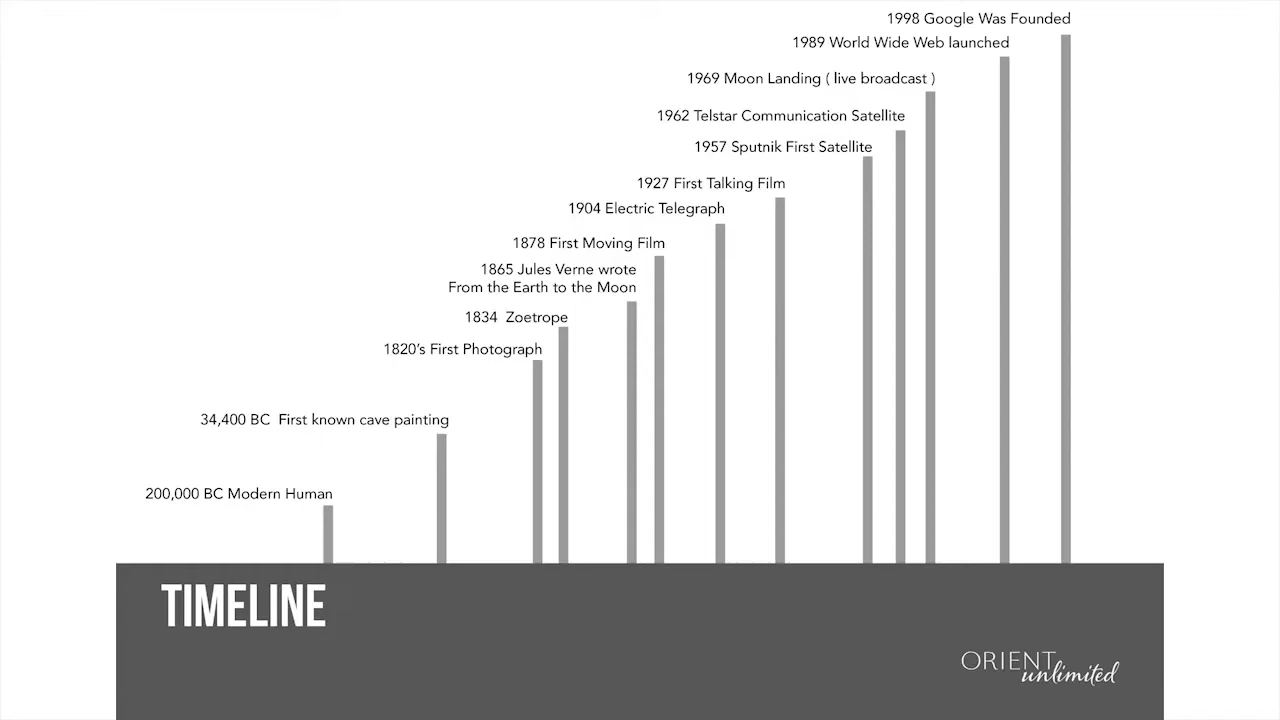 1998 Google Was Founded
1989 World Wide Web launched
1969 Moon Landing ( live broadcast )
1962 Telstar Communication Satellite
1957 Sputnik First Satellite
1927 First Talking Film
1904 Electric Telegraph
1878 First Moving Film
1865 Jules Verne wrote
From the Earth to the Moon
1834 Zoetrope
1820's First Photograph
34,400 BC First known cave painting
200,000 BC Modern Human
TIMELINE
ORIENT
unlimited